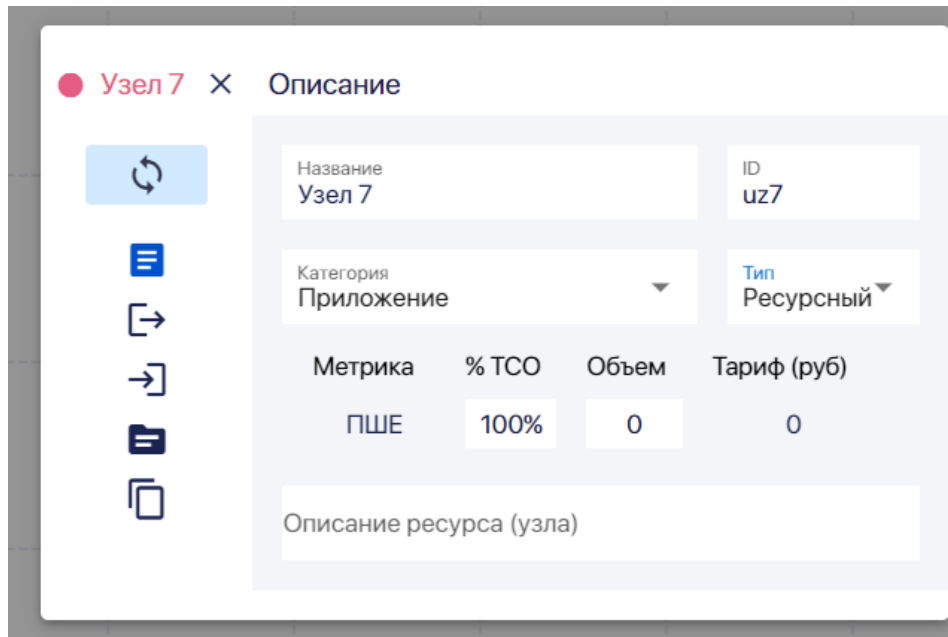 Узел 7 Описание
Название
Узел 7
ID
uz7
Категория
Приложение
Тип
Ресурсный
Метрика % TCO Объем Тариф (руб)
ПШЕ 100% 0 0
Описание ресурса (узла)